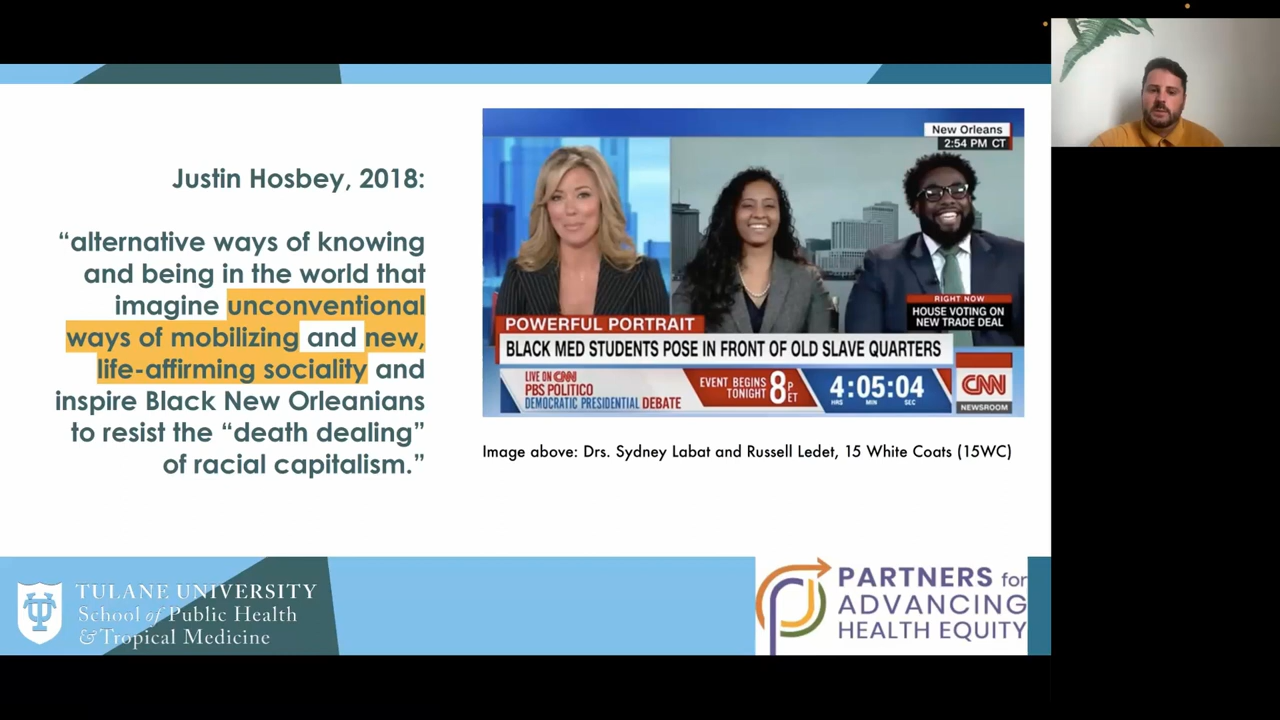 Justin Hosbey, 2018:
“alternative ways of knowing
and being in the world that
imagine unconventional
ways of mobilizing and new,
life-affirming sociality and
inspire Black New Orleanians
to resist the “death dealing”
of racial capitalism.”
New Orleans
2:54 PM CT
RIGHT NOW
HOUSE VOTING ON
NEW TRADE DEAL
POWERFUL PORTRAIT
BLACK MED STUDENTS POSE IN FRONT OF OLD SLAVE QUARTERS
LIVE ON CNN
PBS POLITICO
DEMOCRATIC PRESIDENTIAL DEBATE
EVENT BEGINS
TONIGHT
8 P ET
4:05:04
HRS MIN SEC
CNN
NEWSROOM
Image above: Drs. Sydney Labat and Russell Ledet, 15 White Coats (15WC)
TULANE UNIVERSITY
School of Public Health
& Tropical Medicine
PARTNERS for
ADVANCING
HEALTH EQUITY